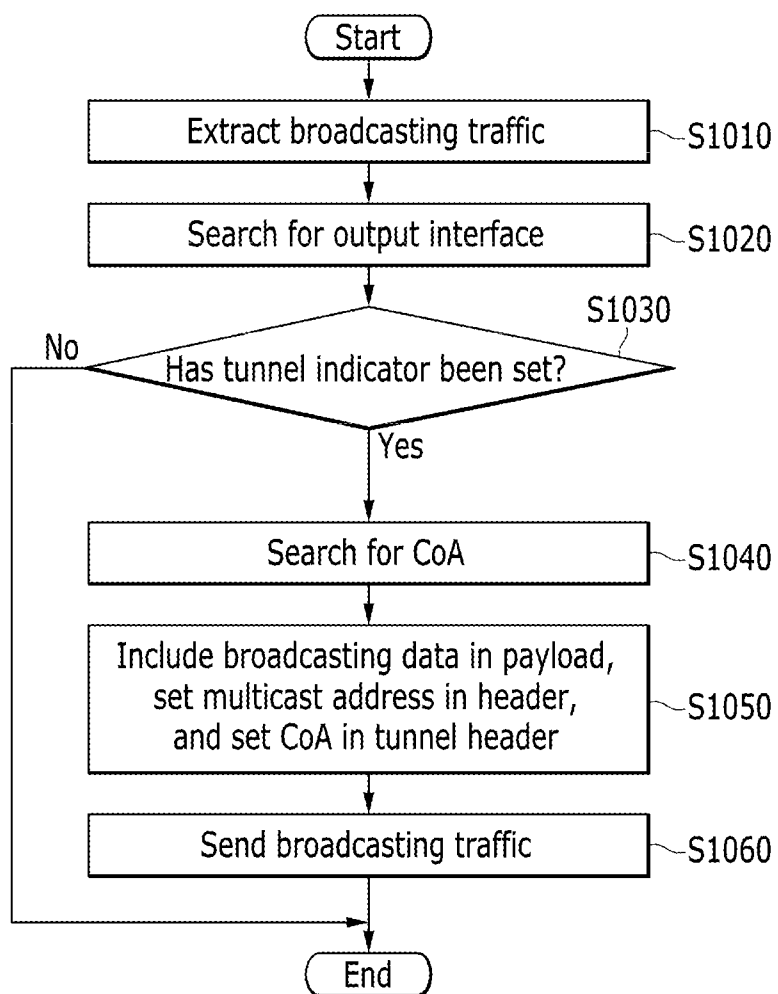 Start
Extract broadcasting traffic
S1010
Search for output interface
S1020
S1030
No
Has tunnel indicator been set?
Yes
Search for CoA
S1040
Include broadcasting data in payload,
set multicast address in header,
and set CoA in tunnel header
S1050
Send broadcasting traffic
S1060
End